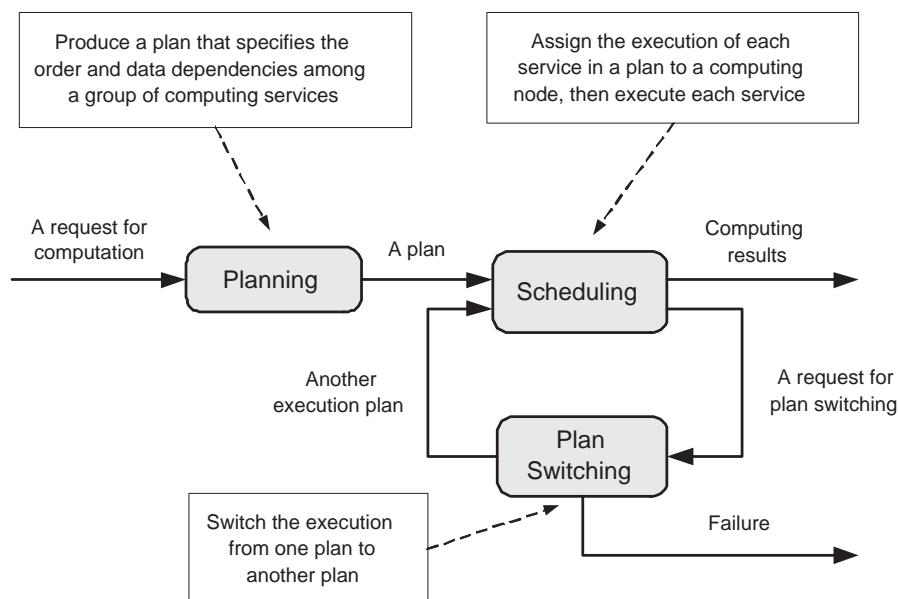 Produce a plan that specifies the
order and data dependencies among
a group of computing services
Assign the execution of each
service in a plan to a computing
node, then execute each service
A request for
computation
Planning
A plan
Scheduling
Computing
results
Another
execution plan
A request for
plan switching
Plan
Switching
Switch the execution
from one plan to
another plan
Failure